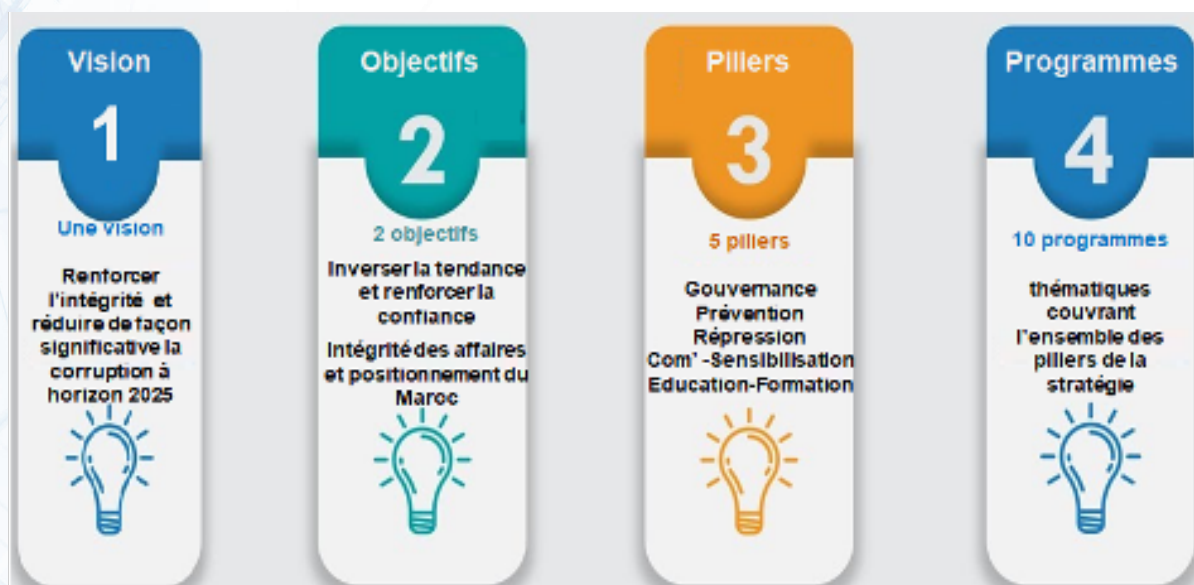 Vision
1
Une vision
Renforcer
l'intégrité et
réduire de façon
significative la
corruption à
horizon 2025
Objectifs
2
2 objectifs
Inverser la tendance
et renforcer la
confiance
Intégrité des affaires
et positionnement du
Maroc
Piliers
3
5 piliers
Gouvernance
Prévention
Répression
Com' -Sensibilisation
Education-Formation
Programmes
4
10 programmes
thématiques
couvrant
l'ensemble des
piliers de la
stratégie